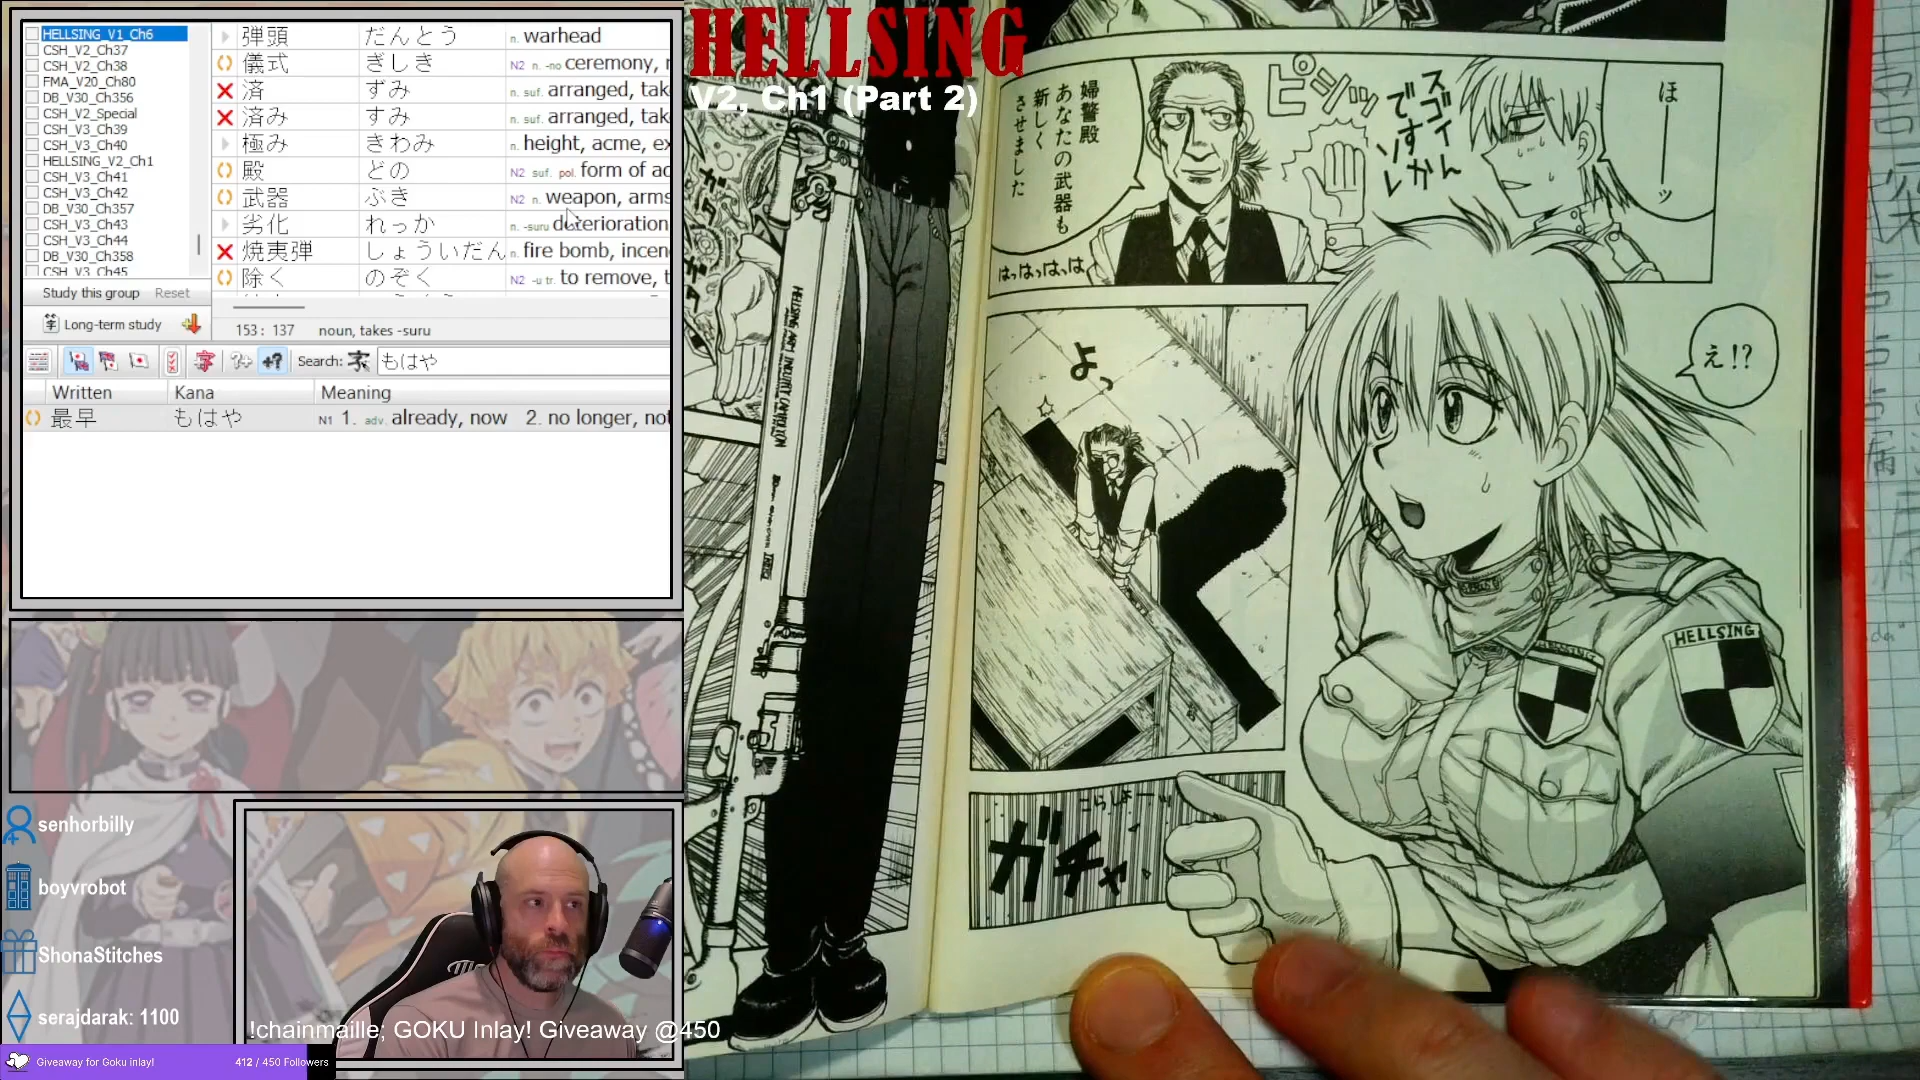 HELLSING_V1_Ch6
CSH_V2_Ch37
CSH_V2_Ch38
FMA_V20_Ch80
DB_V30_Ch356
CSH_V2_Special
CSH_V3_Ch39
CSH_V3_Ch40
HELLSING_V2_Ch1
CSH_V3_Ch41
CSH_V3_Ch42
DB_V30_Ch357
CSH_V3_Ch43
CSH_V3_Ch44
DB_V30_Ch358
CSH_V3_Ch45
Study this group Reset
Long-term study
弾頭 だんとう n. warhead
儀式 ぎしき N2 n. -no ceremony,
済 ずみ n. suf. arranged, tak
済み すみ n. suf. arranged, tak
極み きわみ n. height, acme, ex
殿 どの N2 suf. pol. form of ad
武器 ぶき N2 n. weapon, arms
劣化 れっか n. -suru deterioration
焼夷弾 しょういだん n. fire bomb, incen
除く のぞく N2 -u tr. to remove, t
153: 137 noun, takes -suru
Search: もはや
Written Kana Meaning
最早 もはや N1 1. adv. already, now 2. no longer, not
HELLSING
V2, Ch1 (Part 2)
ほーーッ
スゴイん
ですか
ソレ
ピシッ
婦警殿
あなたの武器も
新しく
させました
はっはっはっは
え!?
よっ
こらしょーッ
ガチャ
HELLSING
senhorbilly
boyvrobot
ShonaStitches
serajdarak: 1100
!chainmaille; GOKU Inlay! Giveaway @450
Giveaway for Goku inlay! 412 / 450 Followers